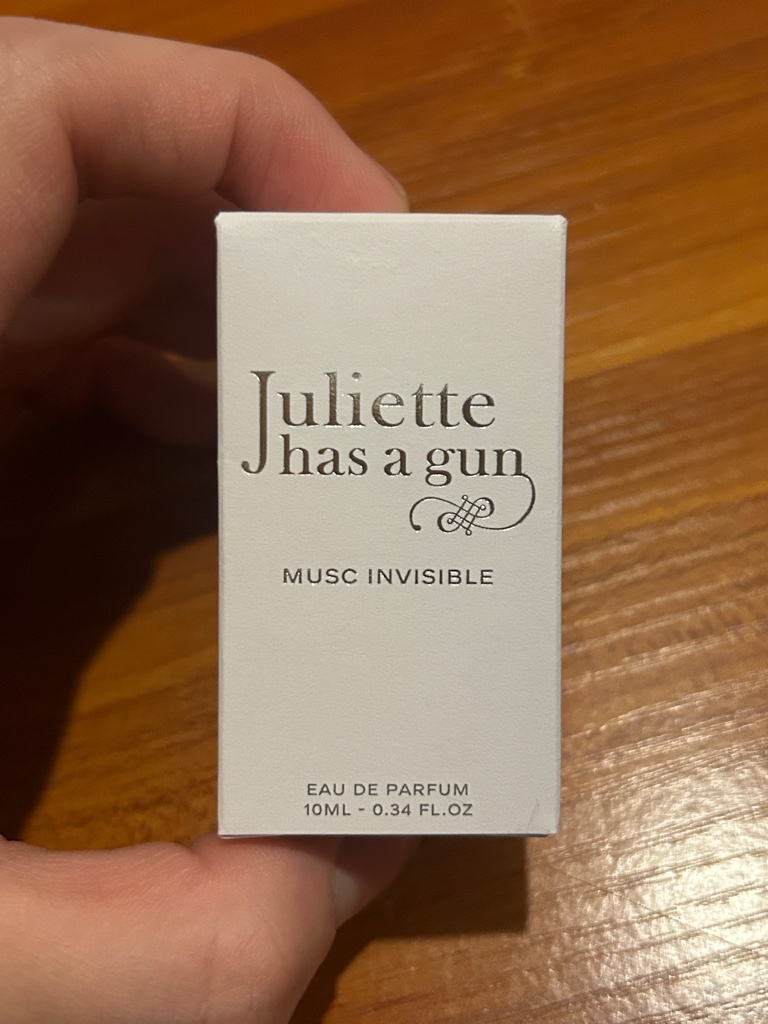 Juliette
has a gun
MUSC INVISIBLE
EAU DE PARFUM
10ML - 0.34 FL.OZ